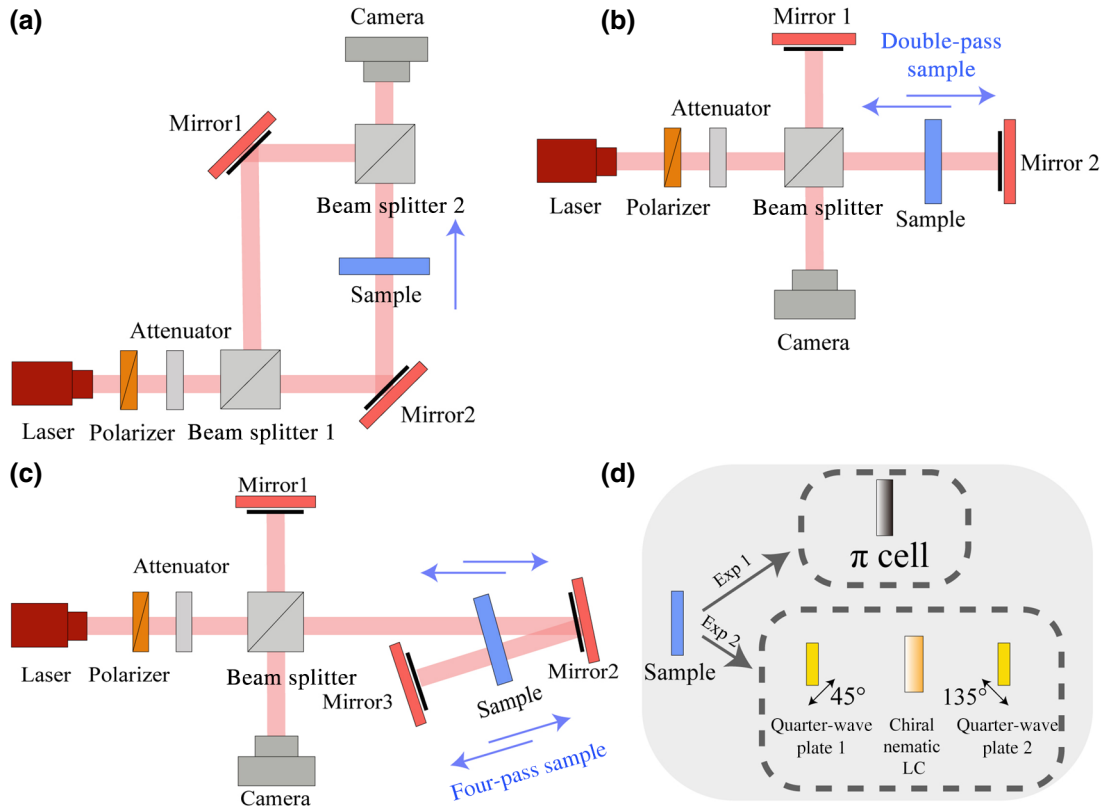 (a)
Camera
Mirror1
Beam splitter 2
Sample
Attenuator
Laser
Polarizer
Beam splitter 1
Mirror2
(b)
Mirror 1
Double-pass
sample
Attenuator
Mirror 2
Laser
Polarizer
Beam splitter
Sample
Camera
(c)
Mirror1
Attenuator
Laser
Polarizer
Beam splitter
Mirror3
Sample
Mirror2
Four-pass sample
Camera
(d)
π cell
Exp 1
Exp 2
Sample
45°
135°
Quarter-wave
plate 1
Chiral
nematic
LC
Quarter-wave
plate 2